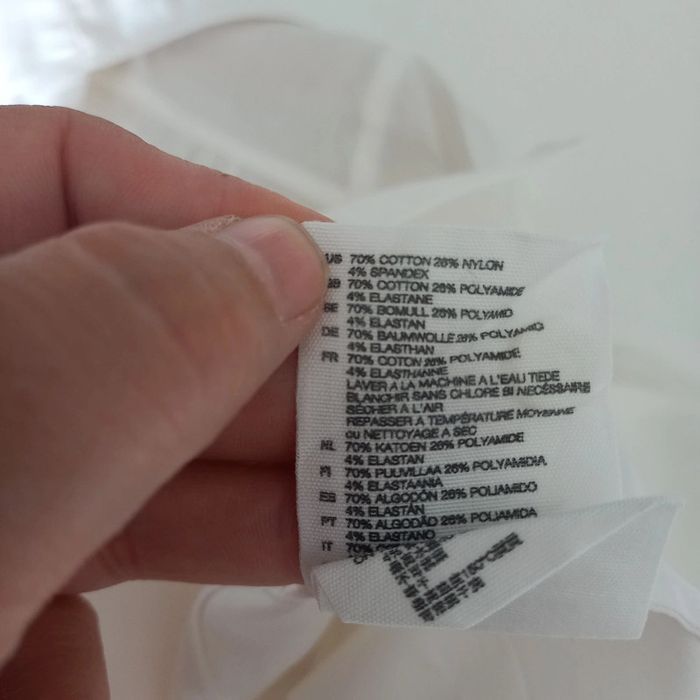 US 70% COTTON 26% NYLON
4% SPANDEX
GB 70% COTTON 26% POLYAMIDE
4% ELASTANE
SE 70% BOMULL 26% POLYAMID
4% ELASTAN
DE 70% BAUMWOLLE 26% POLYAMID
4% ELASTHAN
FR 70% COTON 26% POLYAMIDE
4% ELASTHANNE
LAVER A LA MACHINE A L'EAU TIEDE
BLANCHIR SANS CHLORE SI NECÉSSAIRE
SÉCHER A L'AIR
REPASSER A TEMPÉRATURE MOYENNE
OU NETTOYAGE A SEC
NL 70% KATOEN 26% POLYAMIDE
4% ELASTAN
FI 70% PUUVILLAA 26% POLYAMIDIA
4% ELASTAANIA
ES 70% ALGODÓN 26% POLIAMIDO
4% ELASTÁN
PT 70% ALGODÃO 26% POLIAMIDA
4% ELASTANO
IT 70%